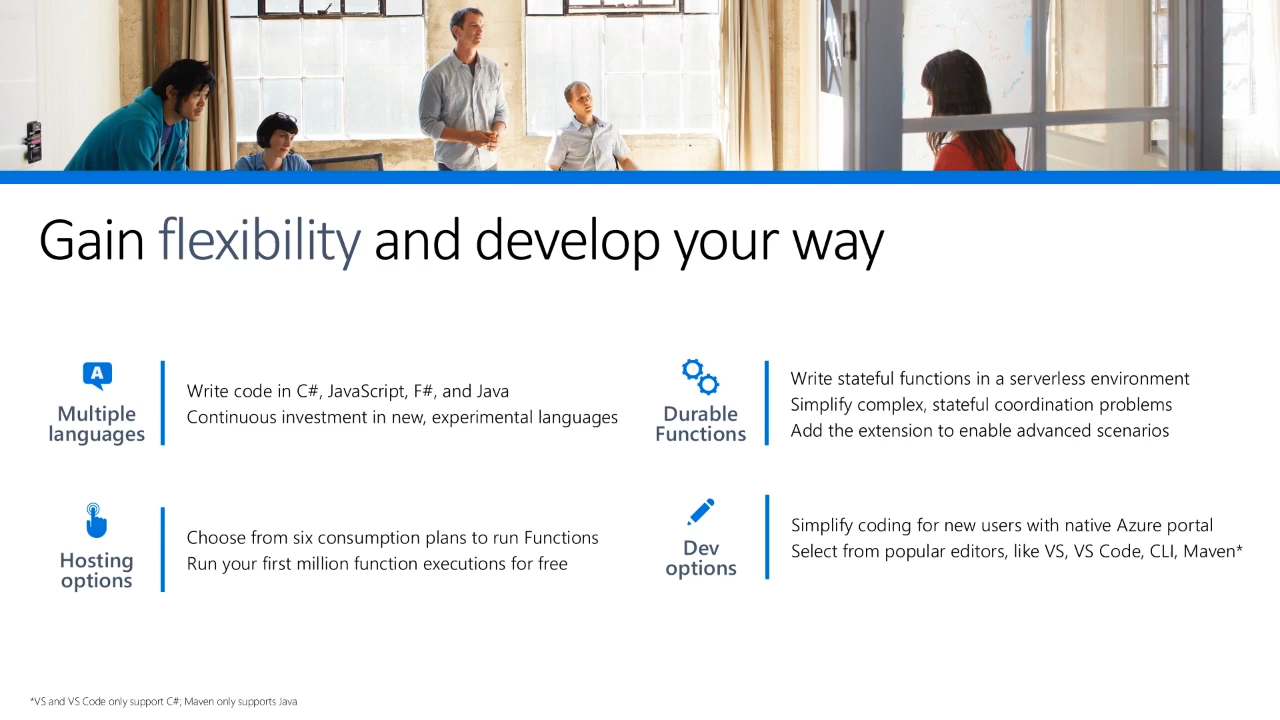 Gain flexibility and develop your way
A
Multiple
languages
Write code in C#, JavaScript, F#, and Java
Continuous investment in new, experimental languages
Durable
Functions
Write stateful functions in a serverless environment
Simplify complex, stateful coordination problems
Add the extension to enable advanced scenarios
Hosting
options
Choose from six consumption plans to run Functions
Run your first million function executions for free
Dev
options
Simplify coding for new users with native Azure portal
Select from popular editors, like VS, VS Code, CLI, Maven*
*VS and VS Code only support C#; Maven only supports Java